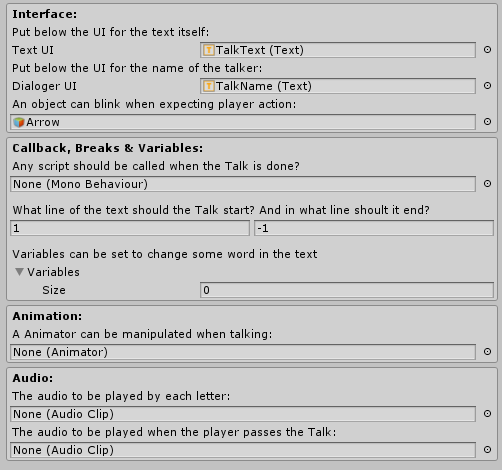 Interface:
Put below the UI for the text itself:
Text UI TalkText (Text)
Put below the UI for the name of the talker:
Dialoger UI TalkName (Text)
An object can blink when expecting player action:
Arrow
Callback, Breaks & Variables:
Any script should be called when the Talk is done?
None (Mono Behaviour)
What line of the text should the Talk start? And in what line shoult it end?
1 -1
Variables can be set to change some word in the text
Variables
Size 0
Animation:
A Animator can be manipulated when talking:
None (Animator)
Audio:
The audio to be played by each letter:
None (Audio Clip)
The audio to be played when the player passes the Talk:
None (Audio Clip)